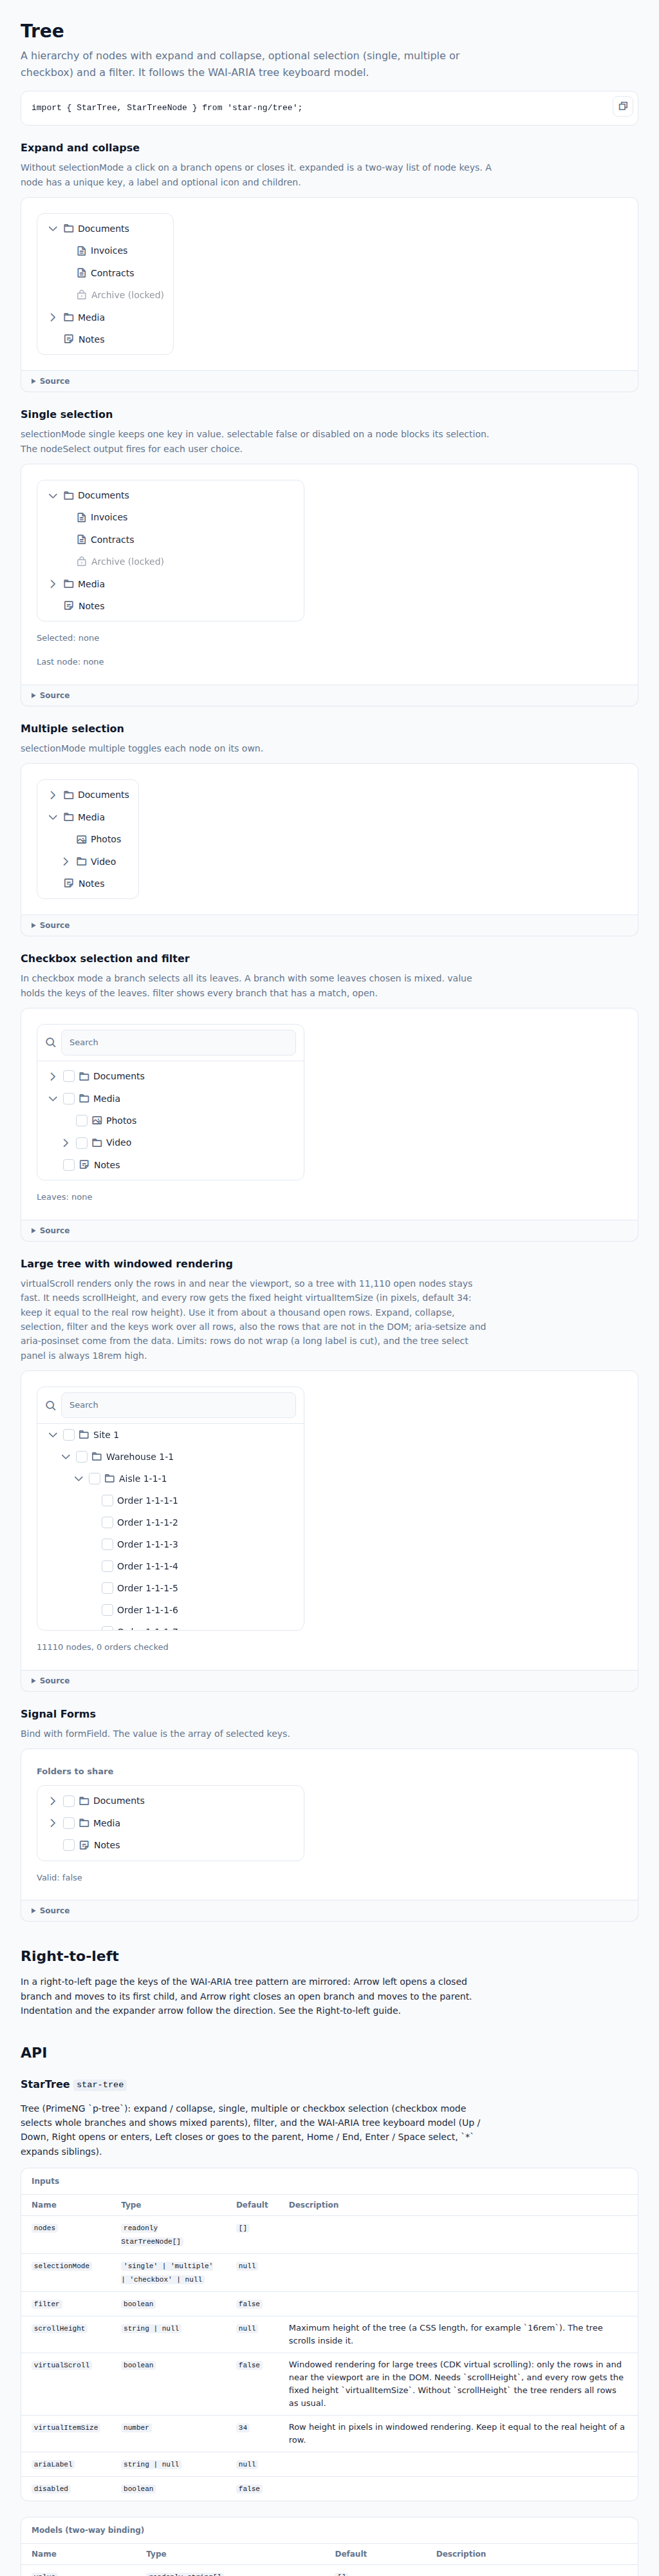 Tree
A hierarchy of nodes with expand and collapse, optional selection (single, multiple or
checkbox) and a filter. It follows the WAI-ARIA tree keyboard model.
import { StarTree, StarTreeNode } from 'star-ng/tree';
Expand and collapse
Without selectionMode a click on a branch opens or closes it. expanded is a two-way list of node keys. A
node has a unique key, a label and optional icon and children.
Documents
Invoices
Contracts
Archive (locked)
Media
Notes
Source
Single selection
selectionMode single keeps one key in value. selectable false or disabled on a node blocks its selection.
The nodeSelect output fires for each user choice.
Documents
Invoices
Contracts
Archive (locked)
Media
Notes
Selected: none
Last node: none
Source
Multiple selection
selectionMode multiple toggles each node on its own.
Documents
Media
Photos
Video
Notes
Source
Checkbox selection and filter
In checkbox mode a branch selects all its leaves. A branch with some leaves chosen is mixed. value
holds the keys of the leaves. filter shows every branch that has a match, open.
Search
Documents
Media
Photos
Video
Notes
Leaves: none
Source
Large tree with windowed rendering
virtualScroll renders only the rows in and near the viewport, so a tree with 11,110 open nodes stays
fast. It needs scrollHeight, and every row gets the fixed height virtualItemSize (in pixels, default 34:
keep it equal to the real row height). Use it from about a thousand open rows. Expand, collapse,
selection, filter and the keys work over all rows, also the rows that are not in the DOM; aria-setsize and
aria-posinset come from the data. Limits: rows do not wrap (a long label is cut), and the tree select
panel is always 18rem high.
Search
Site 1
Warehouse 1-1
Aisle 1-1-1
Order 1-1-1-1
Order 1-1-1-2
Order 1-1-1-3
Order 1-1-1-4
Order 1-1-1-5
Order 1-1-1-6
11110 nodes, 0 orders checked
Source
Signal Forms
Bind with formField. The value is the array of selected keys.
Folders to share
Documents
Media
Notes
Valid: false
Source
Right-to-left
In a right-to-left page the keys of the WAI-ARIA tree pattern are mirrored: Arrow left opens a closed
branch and moves to its first child, and Arrow right closes an open branch and moves to the parent.
Indentation and the expander arrow follow the direction. See the Right-to-left guide.
API
StarTree star-tree
Tree (PrimeNG `p-tree`): expand / collapse, single, multiple or checkbox selection (checkbox mode
selects whole branches and shows mixed parents), filter, and the WAI-ARIA tree keyboard model (Up /
Down, Right opens or enters, Left closes or goes to the parent, Home / End, Enter / Space select, `*`
expands siblings).
Inputs
Name Type Default Description
nodes readonly StarTreeNode[] []
selectionMode 'single' | 'multiple' | 'checkbox' | null null
filter boolean false
scrollHeight string | null null Maximum height of the tree (a CSS length, for example `16rem`). The tree
scrolls inside it.
virtualScroll boolean false Windowed rendering for large trees (CDK virtual scrolling): only the rows in and
near the viewport are in the DOM. Needs `scrollHeight`, and every row gets the
fixed height `virtualItemSize`. Without `scrollHeight` the tree renders all rows
as usual.
virtualItemSize number 34 Row height in pixels in windowed rendering. Keep it equal to the real height of a
row.
ariaLabel string | null null
disabled boolean false
Models (two-way binding)
Name Type Default Description